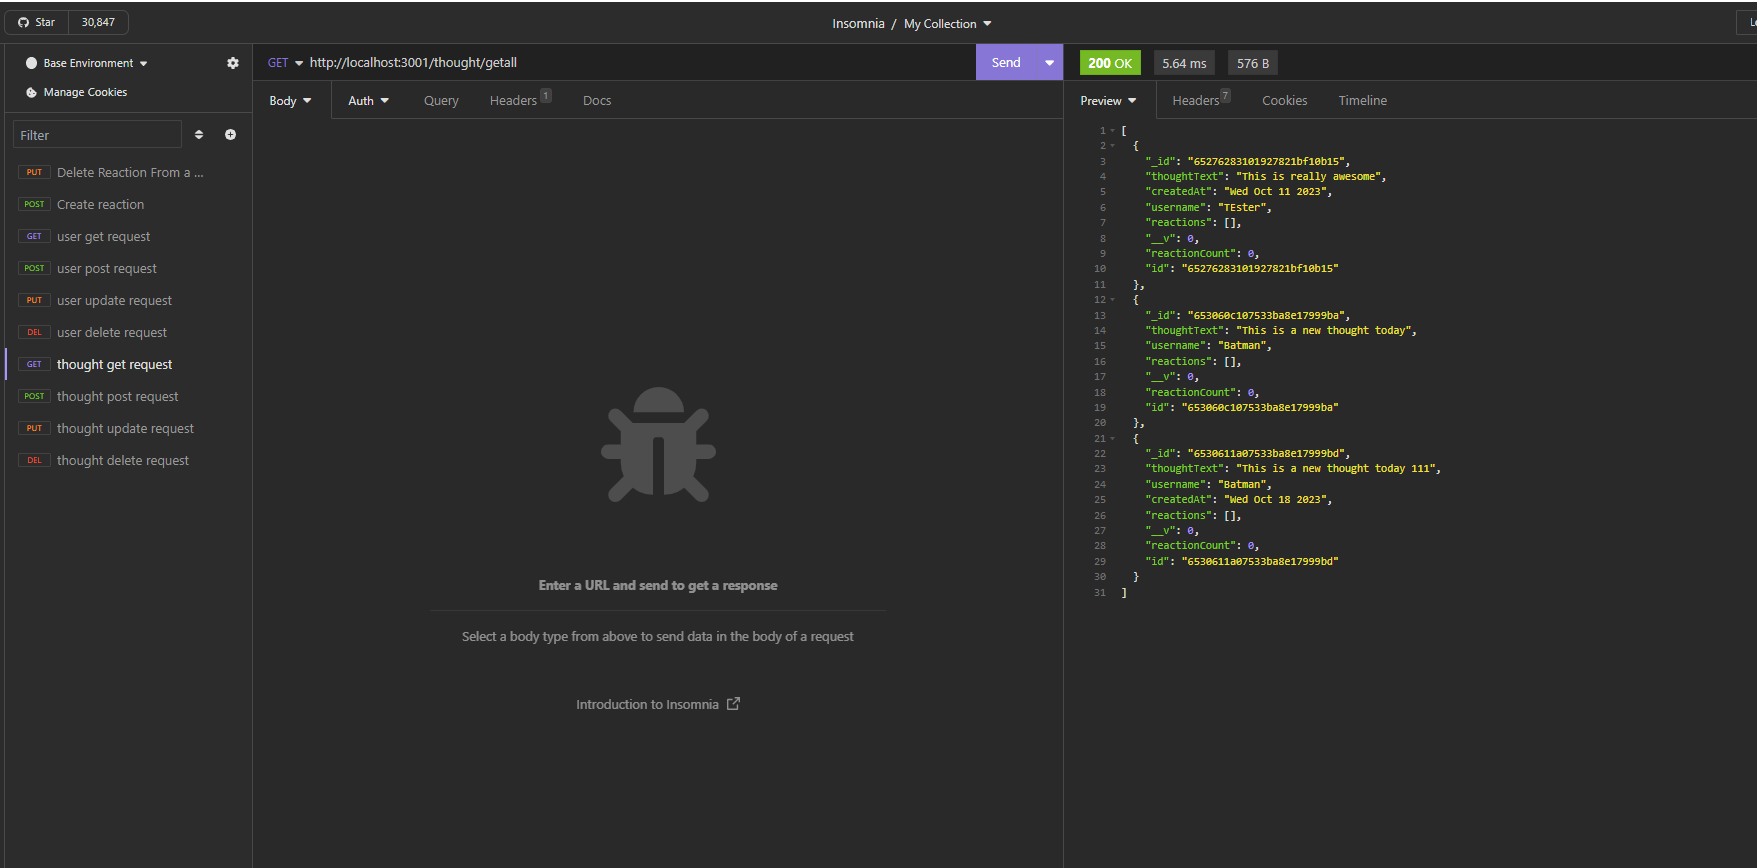 Star 30,847
Insomnia / My Collection
Base Environment
Manage Cookies
Filter
PUT Delete Reaction From a ...
POST Create reaction
GET user get request
POST user post request
PUT user update request
DEL user delete request
GET thought get request
POST thought post request
PUT thought update request
DEL thought delete request
GET http://localhost:3001/thought/getall
Send
Body Auth Query Headers 1 Docs
Enter a URL and send to get a response
Select a body type from above to send data in the body of a request
Introduction to Insomnia
200 OK 5.64 ms 576 B
Preview Headers 7 Cookies Timeline
1 [
2 {
3 "_id": "65276283101927821bf10b15",
4 "thoughtText": "This is really awesome",
5 "createdAt": "Wed Oct 11 2023",
6 "username": "TEster",
7 "reactions": [],
8 "__v": 0,
9 "reactionCount": 0,
10 "id": "65276283101927821bf10b15"
11 },
12 {
13 "_id": "653060c107533ba8e17999ba",
14 "thoughtText": "This is a new thought today",
15 "username": "Batman",
16 "reactions": [],
17 "__v": 0,
18 "reactionCount": 0,
19 "id": "653060c107533ba8e17999ba"
20 },
21 {
22 "_id": "6530611a07533ba8e17999bd",
23 "thoughtText": "This is a new thought today 111",
24 "username": "Batman",
25 "createdAt": "Wed Oct 18 2023",
26 "reactions": [],
27 "__v": 0,
28 "reactionCount": 0,
29 "id": "6530611a07533ba8e17999bd"
30 }
31 ]